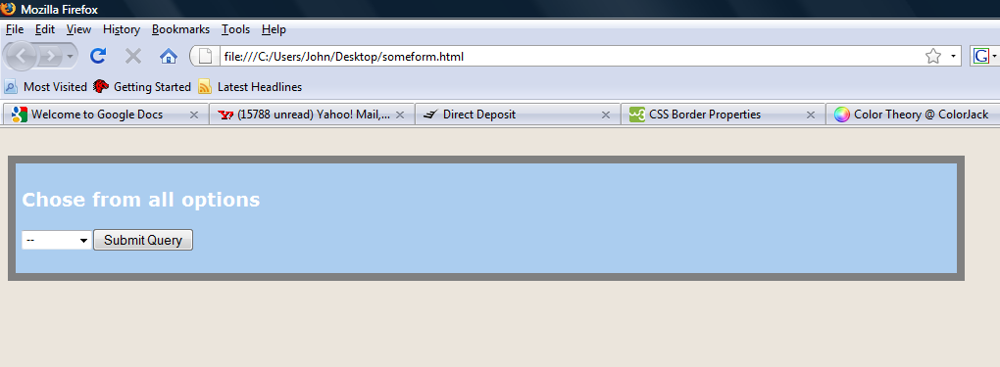 Mozilla Firefox
File Edit View History Bookmarks Tools Help
file:///C:/Users/John/Desktop/someform.html G
Most Visited Getting Started Latest Headlines
Welcome to Google Docs Y! (15788 unread) Yahoo! Mail,... Direct Deposit w3 CSS Border Properties Color Theory @ ColorJack
Chose from all options
-- Submit Query